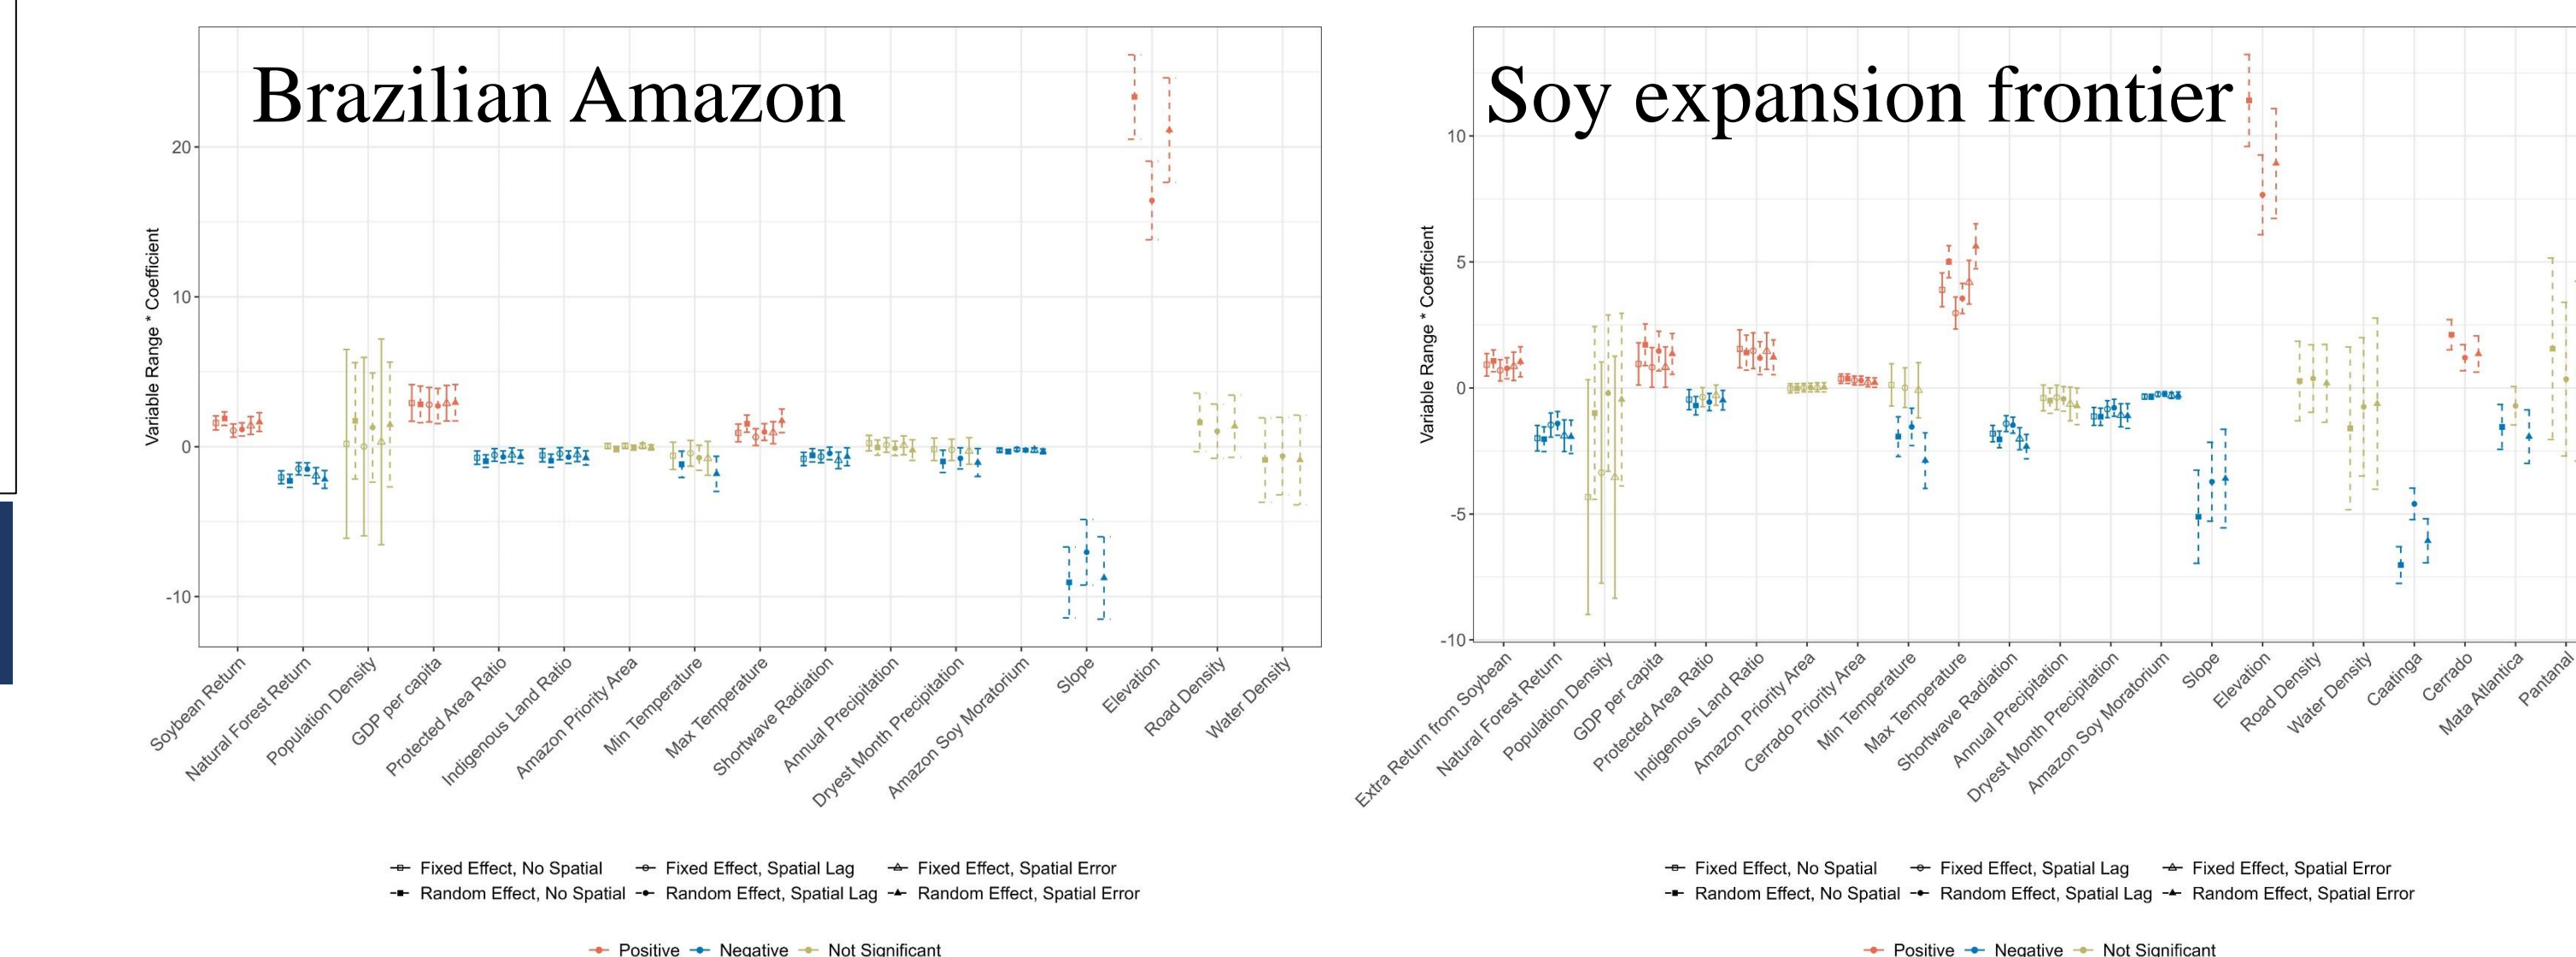 Brazilian Amazon
Variable Range * Coefficient
20
10
0
-10
Soybean Return
Natural Forest Return
Population Density
GDP per capita
Protected Area Ratio
Indigenous Land Ratio
Amazon Priority Area
Min Temperature
Max Temperature
Shortwave Radiation
Annual Precipitation
Dryest Month Precipitation
Amazon Soy Moratorium
Slope
Elevation
Road Density
Water Density
Fixed Effect, No Spatial
Fixed Effect, Spatial Lag
Fixed Effect, Spatial Error
Random Effect, No Spatial
Random Effect, Spatial Lag
Random Effect, Spatial Error
Positive
Negative
Not Significant
Soy expansion frontier
Variable Range * Coefficient
10
5
0
-5
-10
Extra Return from Soybean
Natural Forest Return
Population Density
GDP per capita
Protected Area Ratio
Indigenous Land Ratio
Amazon Priority Area
Cerrado Priority Area
Min Temperature
Max Temperature
Shortwave Radiation
Annual Precipitation
Dryest Month Precipitation
Amazon Soy Moratorium
Slope
Elevation
Road Density
Water Density
Caatinga
Cerrado
Mata Atlantica
Pantanal
Fixed Effect, No Spatial
Fixed Effect, Spatial Lag
Fixed Effect, Spatial Error
Random Effect, No Spatial
Random Effect, Spatial Lag
Random Effect, Spatial Error
Positive
Negative
Not Significant